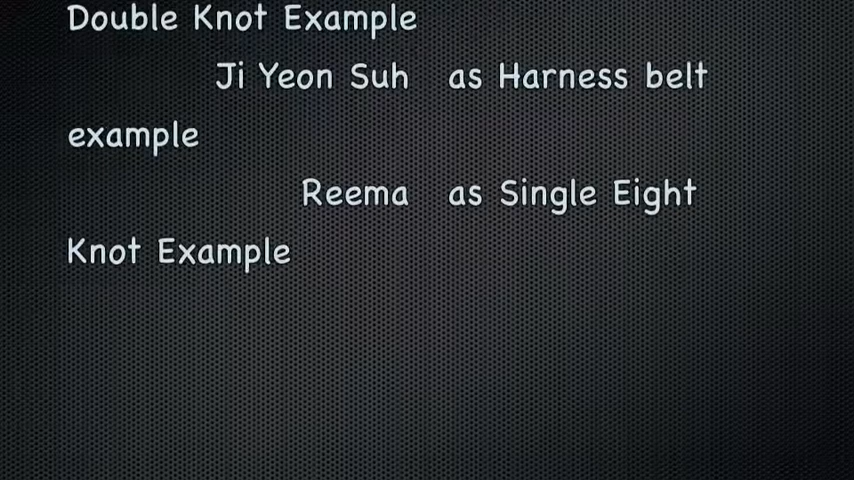 Double Knot Example
Ji Yeon Suh as Harness belt
example
Reema as Single Eight
Knot Example